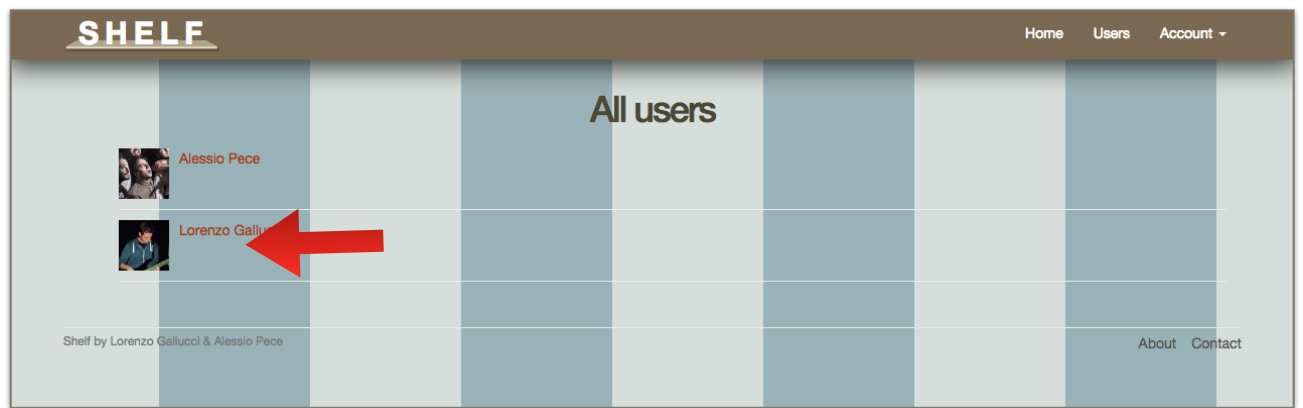 SHELF
Home Users Account
All users
Alessio Pece
Lorenzo
Shelf by Lorenzo Gallucci & Alessio Pece
About Contact